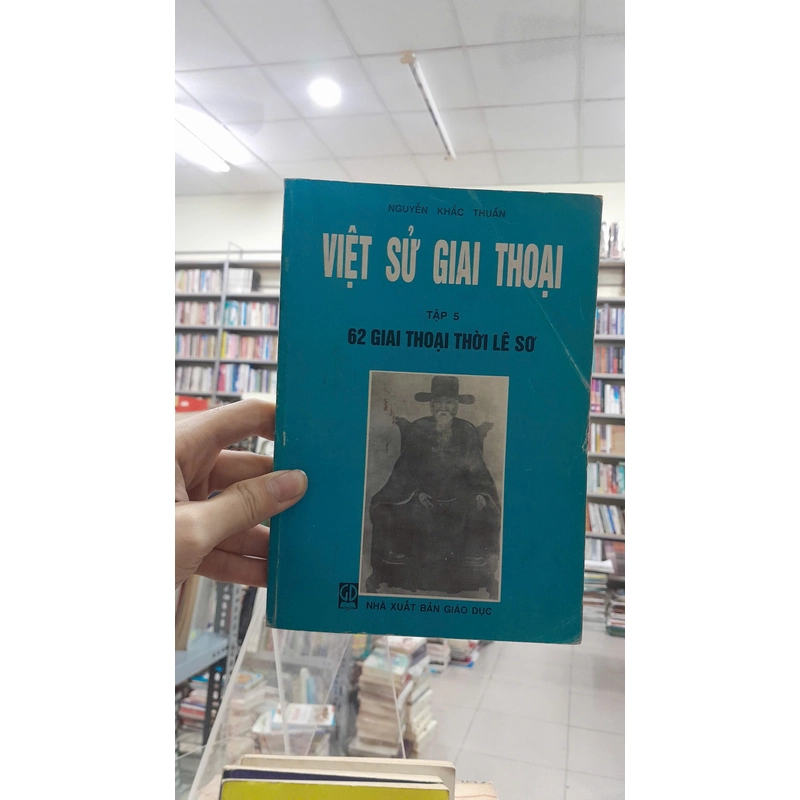 NGUYỄN KHẮC THUẦN
VIỆT SỬ GIAI THOẠI
TẬP 5
62 GIAI THOẠI THỜI LÊ SƠ
GD
NHÀ XUẤT BẢN GIÁO DỤC